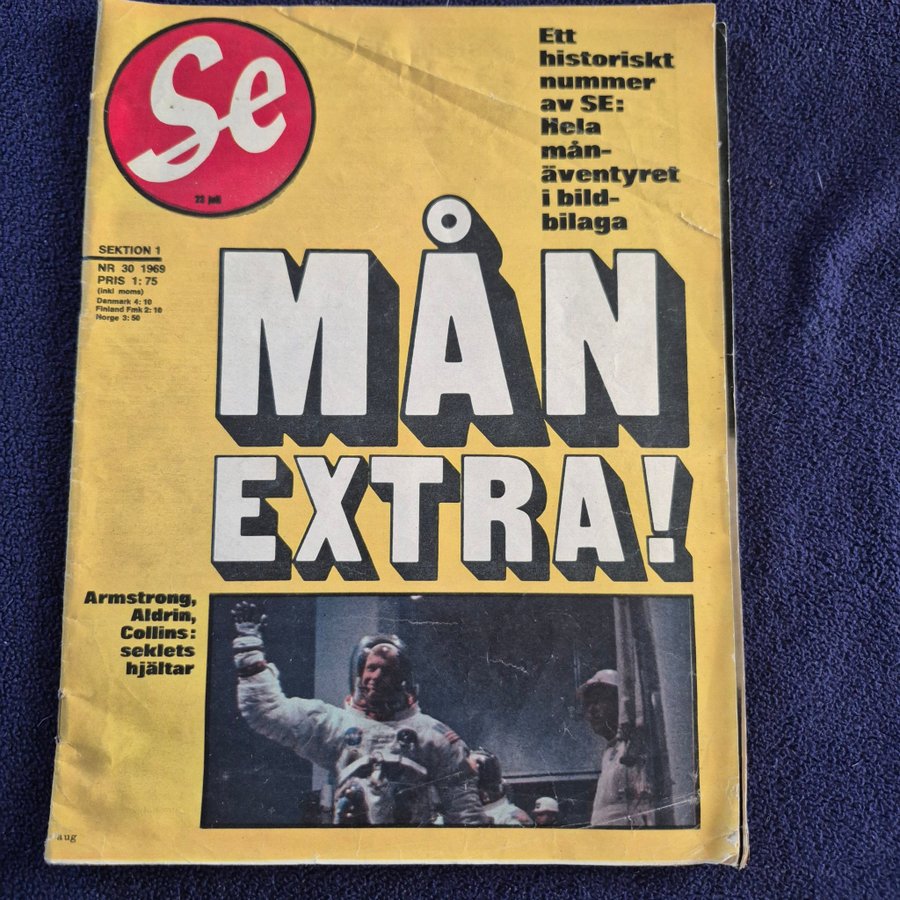 Se
23 juli
Ett
historiskt
nummer
av SE:
Hela
mån-
äventyret
i bild-
bilaga
SEKTION 1
NR 30 1969
PRIS 1:75
(inkl moms)
Danmark 4:10
Finland Fmk 2:10
Norge 3:50
MÅN
EXTRA!
Armstrong,
Aldrin,
Collins:
seklets
hjältar
aug